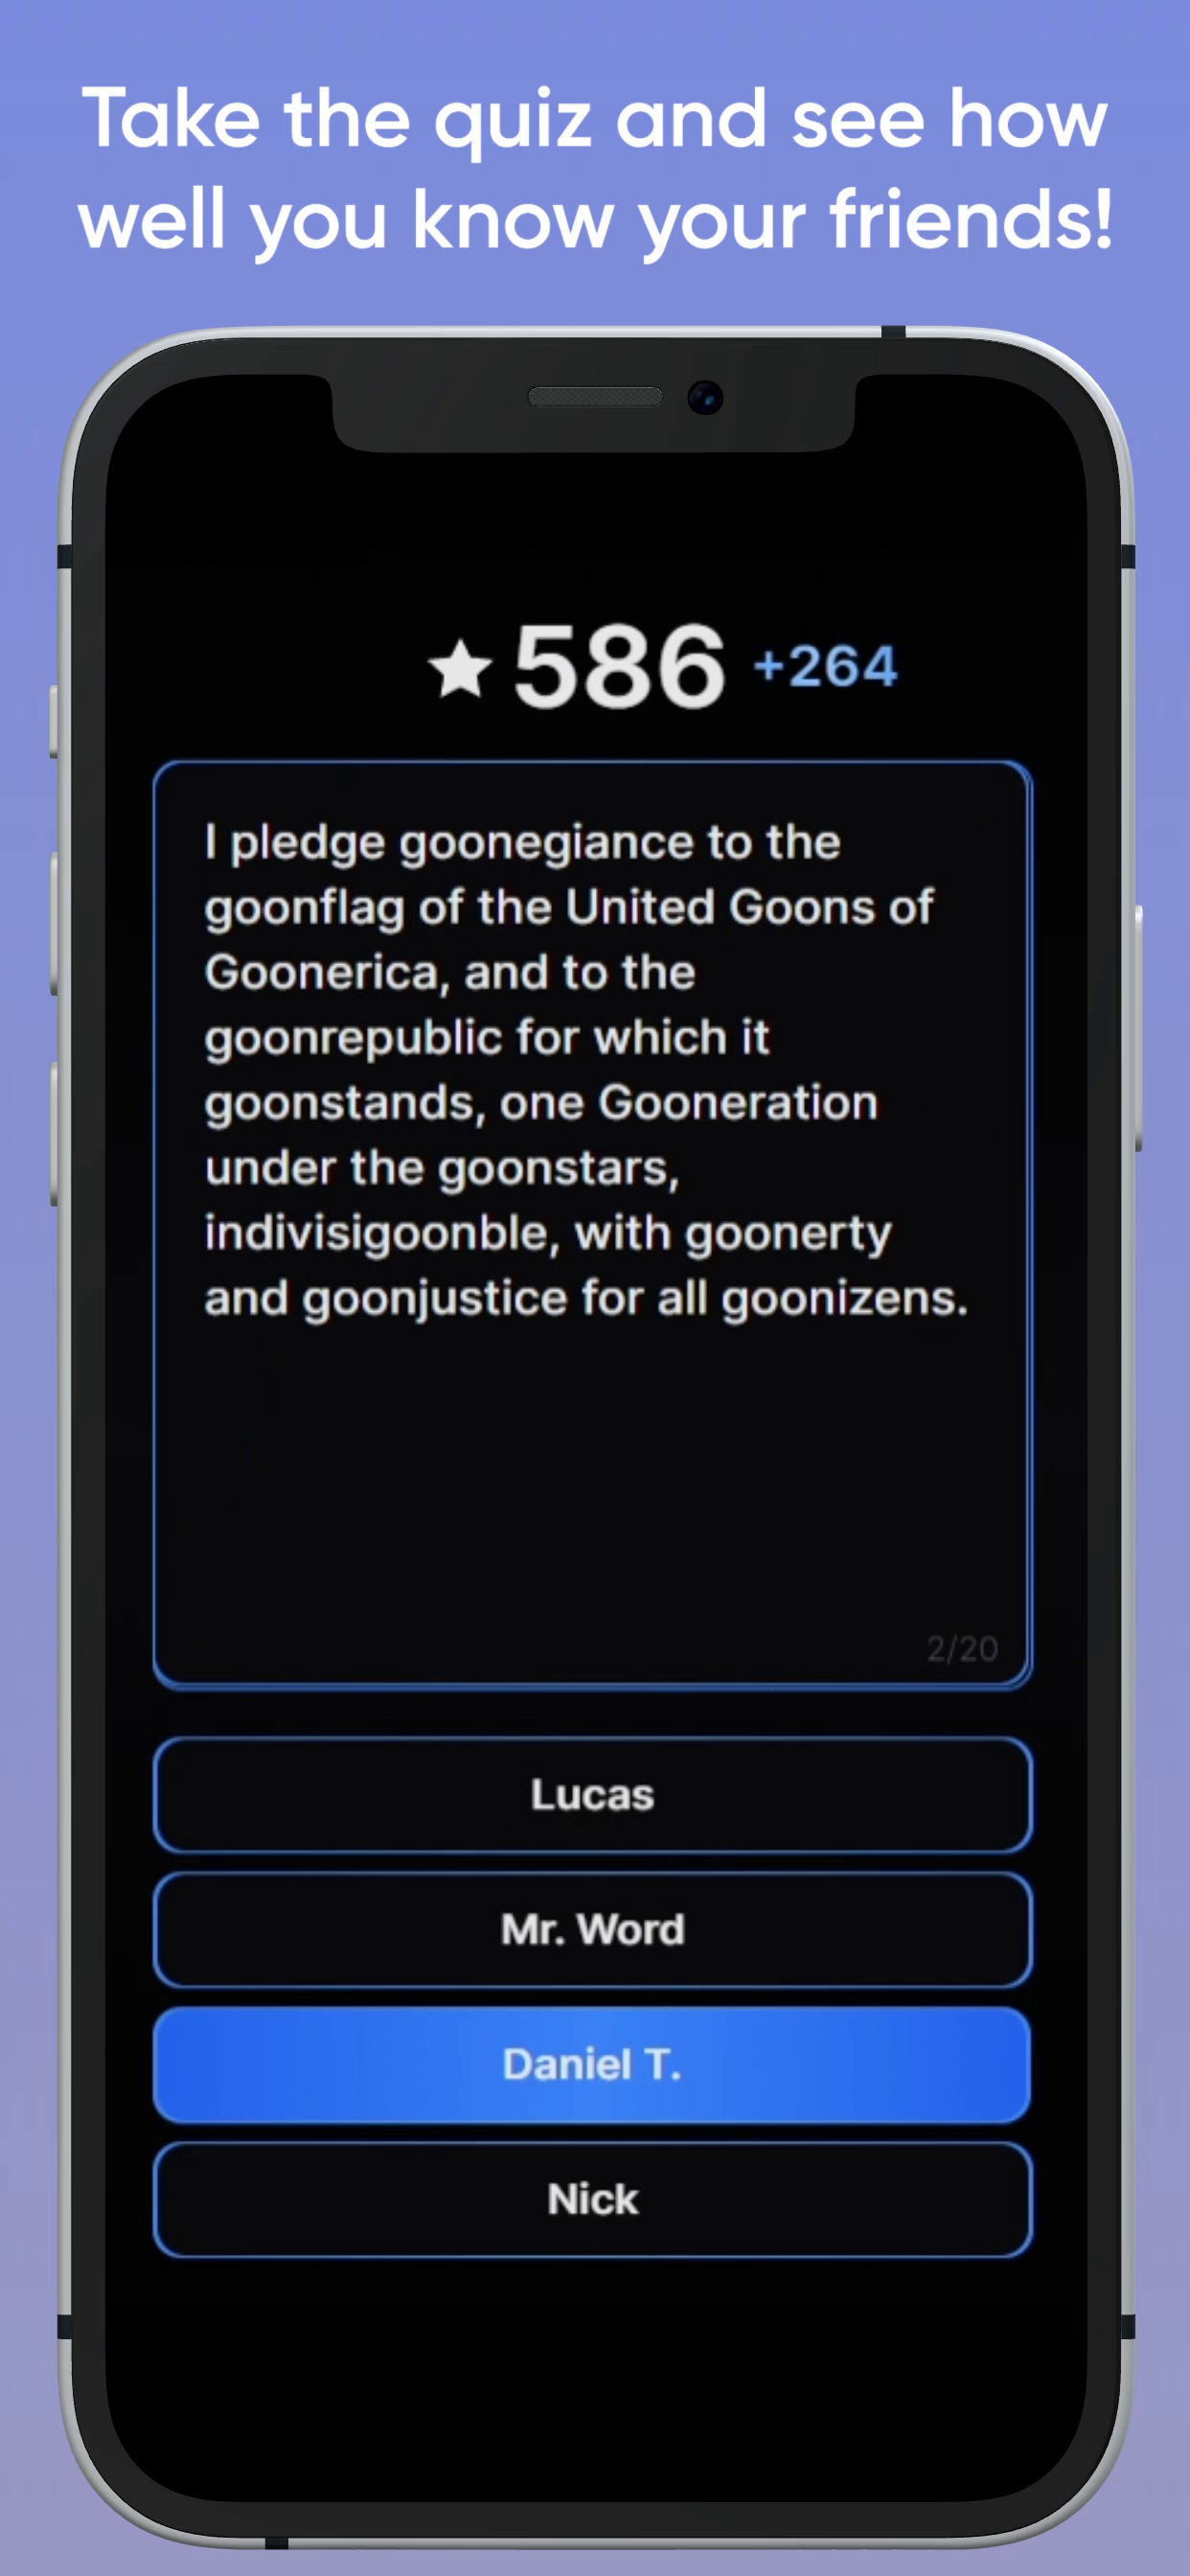 Take the quiz and see how
well you know your friends!
★586 +264
I pledge goonegiance to the
goonflag of the United Goons of
Goonerica, and to the
goonrepublic for which it
goonstands, one Gooneration
under the goonstars,
indivisigoonble, with goonerty
and goonjustice for all goonizens.
2/20
Lucas
Mr. Word
Daniel T.
Nick